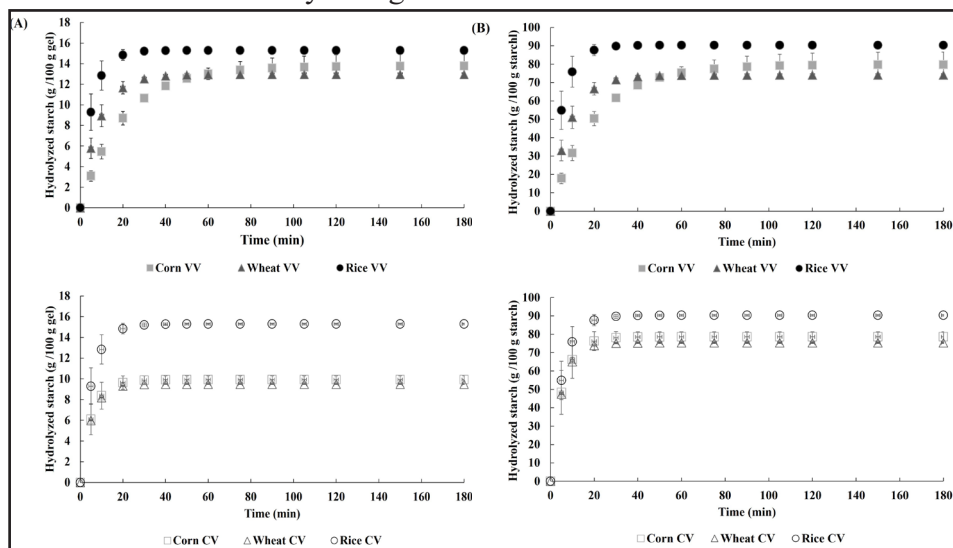 (A)
Hydrolyzed starch (g /100 g gel)
18
16
14
12
10
8
6
4
2
0
0 20 40 60 80 100 120 140 160 180
Time (min)
Corn VV Wheat VV Rice VV
(B)
Hydrolyzed starch (g /100 g starchl
100
90
80
70
60
50
40
30
20
10
0
0 20 40 60 80 100 120 140 160 180
Time (min)
Corn VV Wheat VV Rice VV
Hydrolyzed starch (g /100 g gel)
18
16
14
12
10
8
6
4
2
0
0 20 40 60 80 100 120 140 160 180
Time (min)
Corn CV Wheat CV Rice CV
Hydrolyzed starch (g /100 g starch)
100
90
80
70
60
50
40
30
20
10
0
0 20 40 60 80 100 120 140 160 180
Time (min)
Corn CV Wheat CV Rice CV